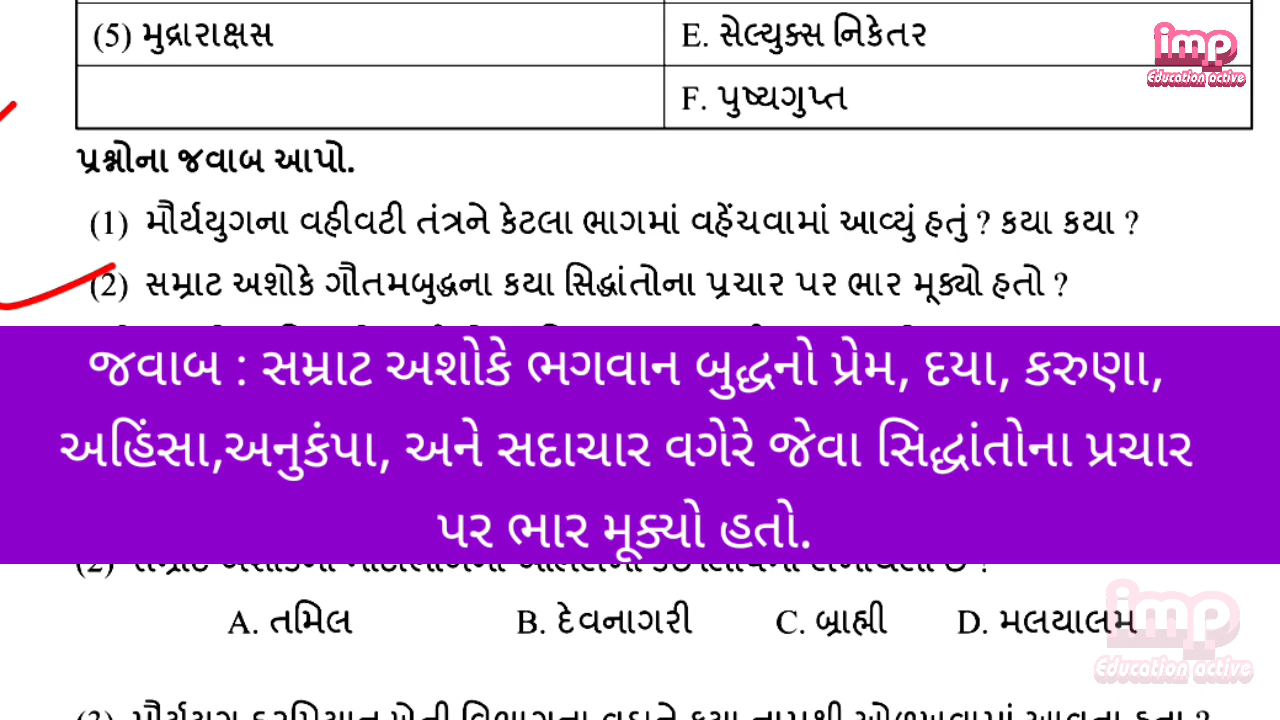 (5) મુદ્રારાક્ષસ
E. સેલ્યુક્સ નિકેતર
imp
Education active
F. પુષ્યગુપ્ત
પ્રશ્નોના જવાબ આપો.
(1) મૌર્યયુગના વહીવટી તંત્રને કેટલા ભાગમાં વહેંચવામાં આવ્યું હતું ? કયા કયા ?
(2) સમ્રાટ અશોકે ગૌતમબુદ્ધના કયા સિદ્ધાંતોના પ્રચાર પર ભાર મૂક્યો હતો ?
જવાબ : સમ્રાટ અશોકે ભગવાન બુદ્ધનો પ્રેમ, દયા, કરુણા,
અહિંસા,અનુકંપા, અને સદાચાર વગેરે જેવા સિદ્ધાંતોના પ્રચાર
પર ભાર મૂક્યો હતો.
A. તમિલ B. દેવનાગરી C. બ્રાહ્મી D. મલયાલમ
imp
Education active